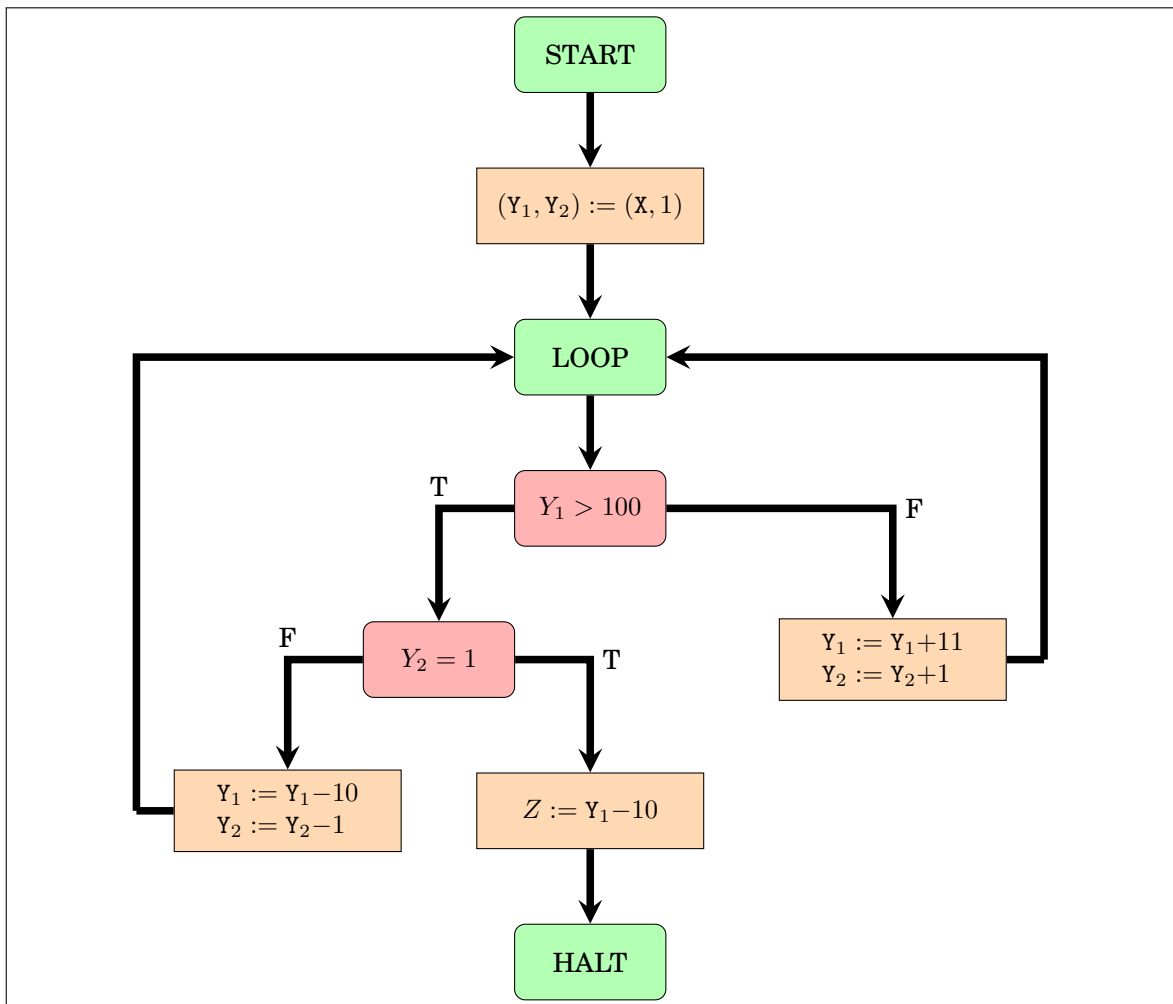 START
(Y₁, Y₂) := (X, 1)
LOOP
T
Y₁ > 100
F
F
Y₂ = 1
T
Y₁ := Y₁+11
Y₂ := Y₂+1
Y₁ := Y₁−10
Y₂ := Y₂−1
Z := Y₁−10
HALT